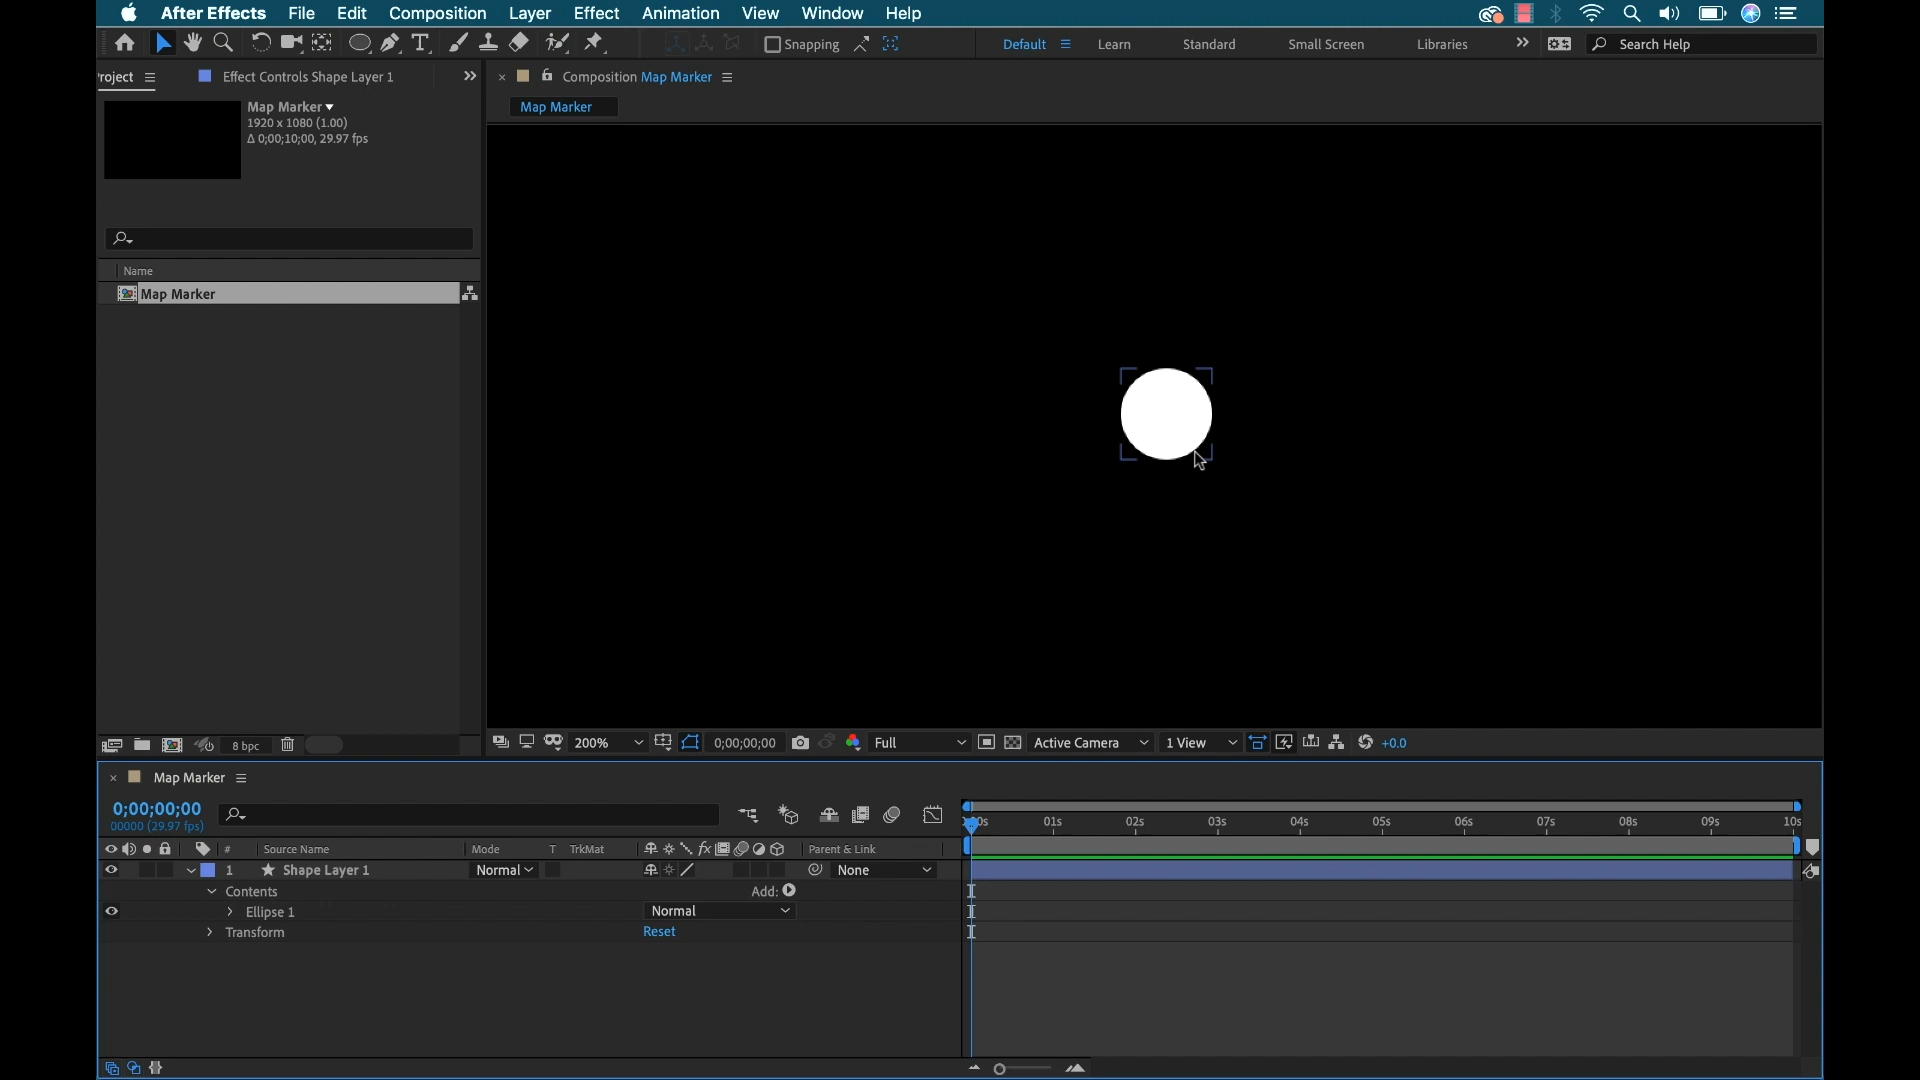 After Effects File Edit Composition Layer Effect Animation View Window Help
Snapping Default Learn Standard Small Screen Libraries Search Help
roject Effect Controls Shape Layer 1
Composition Map Marker
Map Marker
Map Marker
1920 x 1080 (1.00)
Δ 0;00;10;00, 29.97 fps
Name
Map Marker
8 bpc
200% 0;00;00;00 Full Active Camera 1 View +0.0
Map Marker
0;00;00;00
00000 (29.97 fps)
01s 02s 03s 04s 05s 06s 07s 08s 09s 10s
# Source Name Mode T TrkMat fx Parent & Link
1 Shape Layer 1 Normal None
Contents Add:
Ellipse 1 Normal
Transform Reset